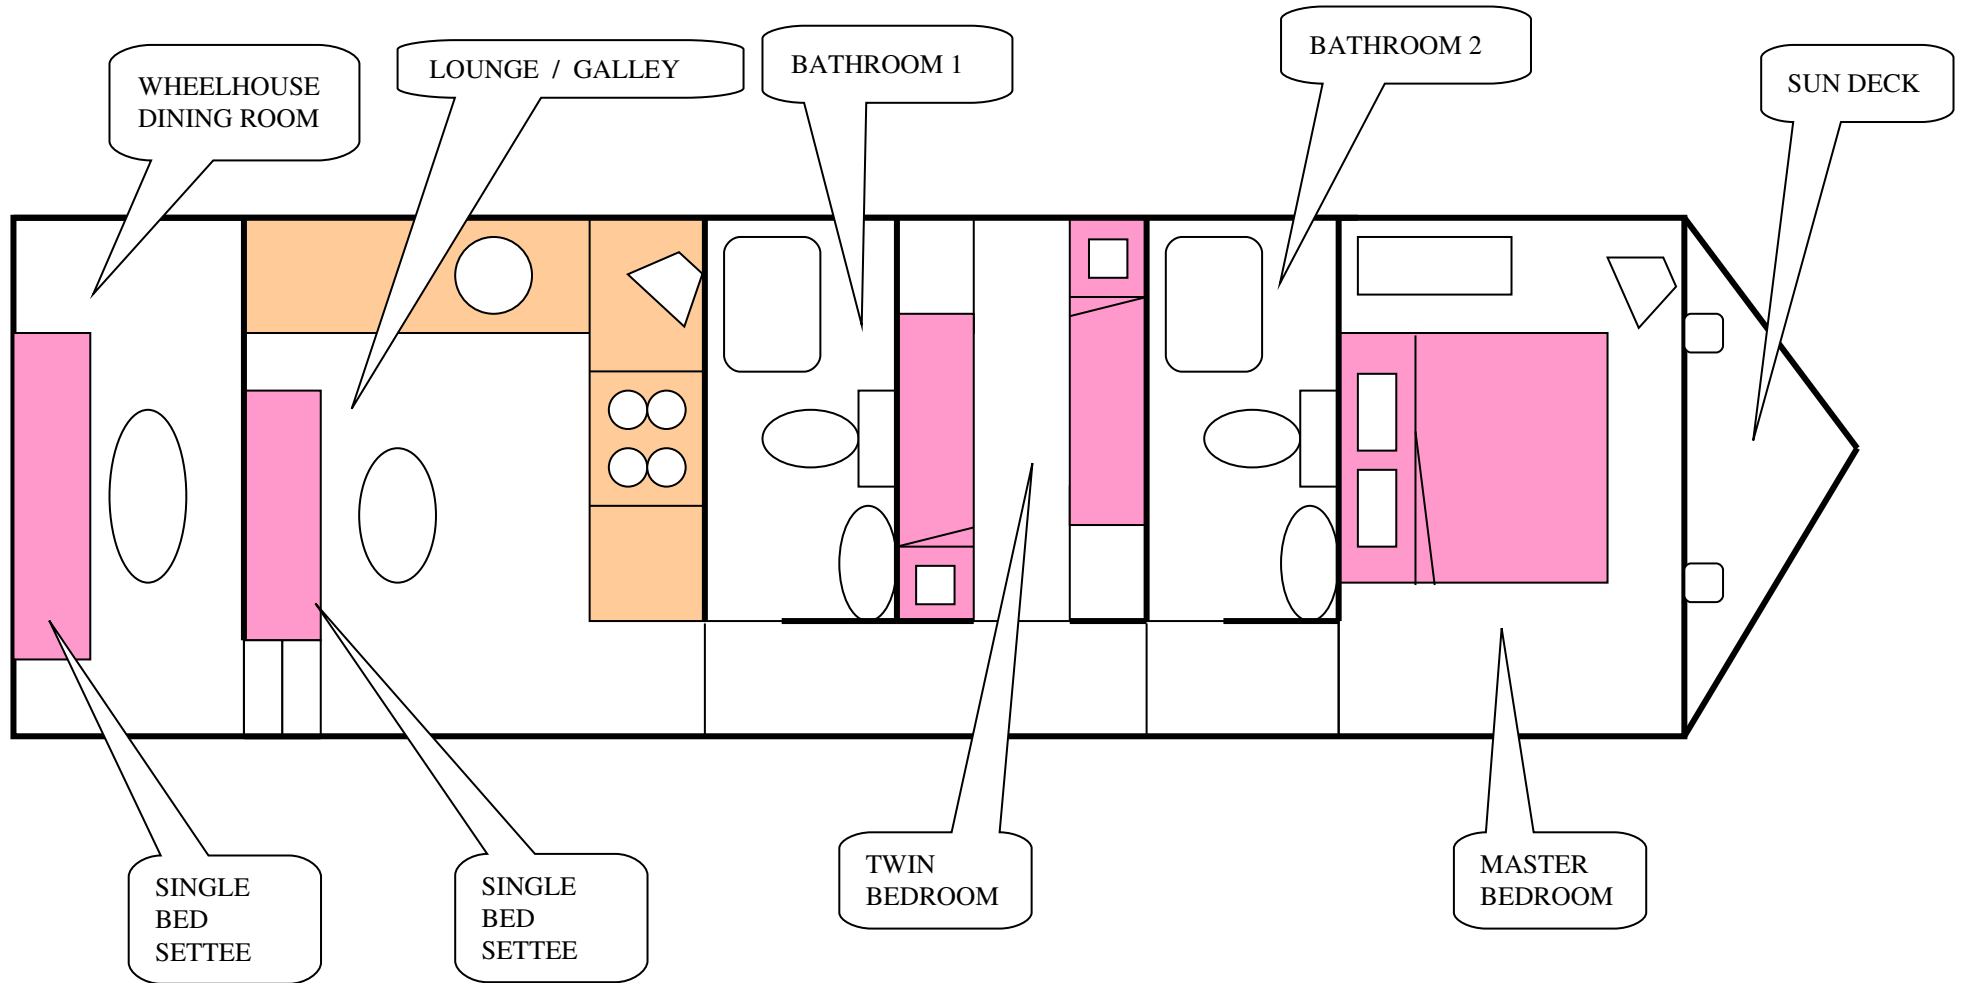 WHEELHOUSE
DINING ROOM
LOUNGE / GALLEY
BATHROOM 1
BATHROOM 2
SUN DECK
SINGLE
BED
SETTEE
SINGLE
BED
SETTEE
TWIN
BEDROOM
MASTER
BEDROOM